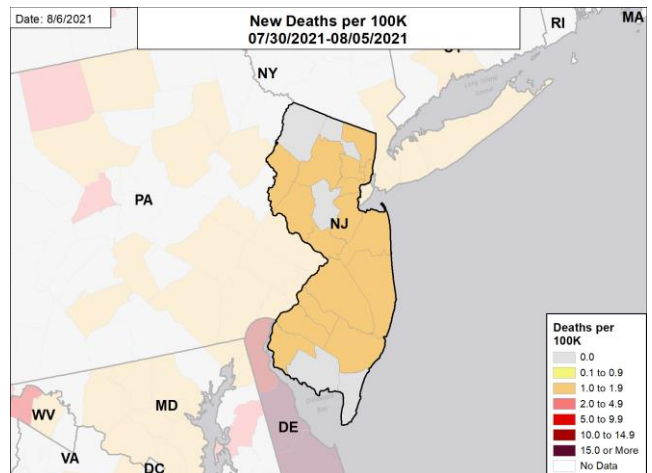 Date: 8/6/2021
New Deaths per 100K
07/30/2021-08/05/2021
RI
MA
NY
PA
NJ
MD
DE
WV
VA
DC
Deaths per
100K
0.0
0.1 to 0.9
1.0 to 1.9
2.0 to 4.9
5.0 to 9.9
10.0 to 14.9
15.0 or More
No Data